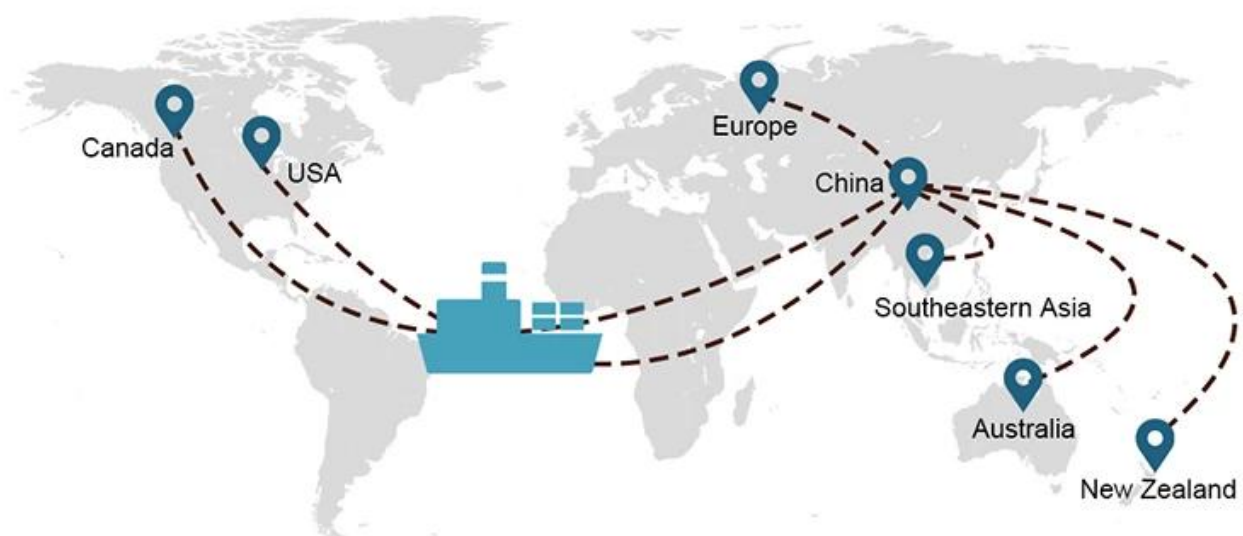 Canada
USA
Europe
China
Southeastern Asia
Australia
New Zealand